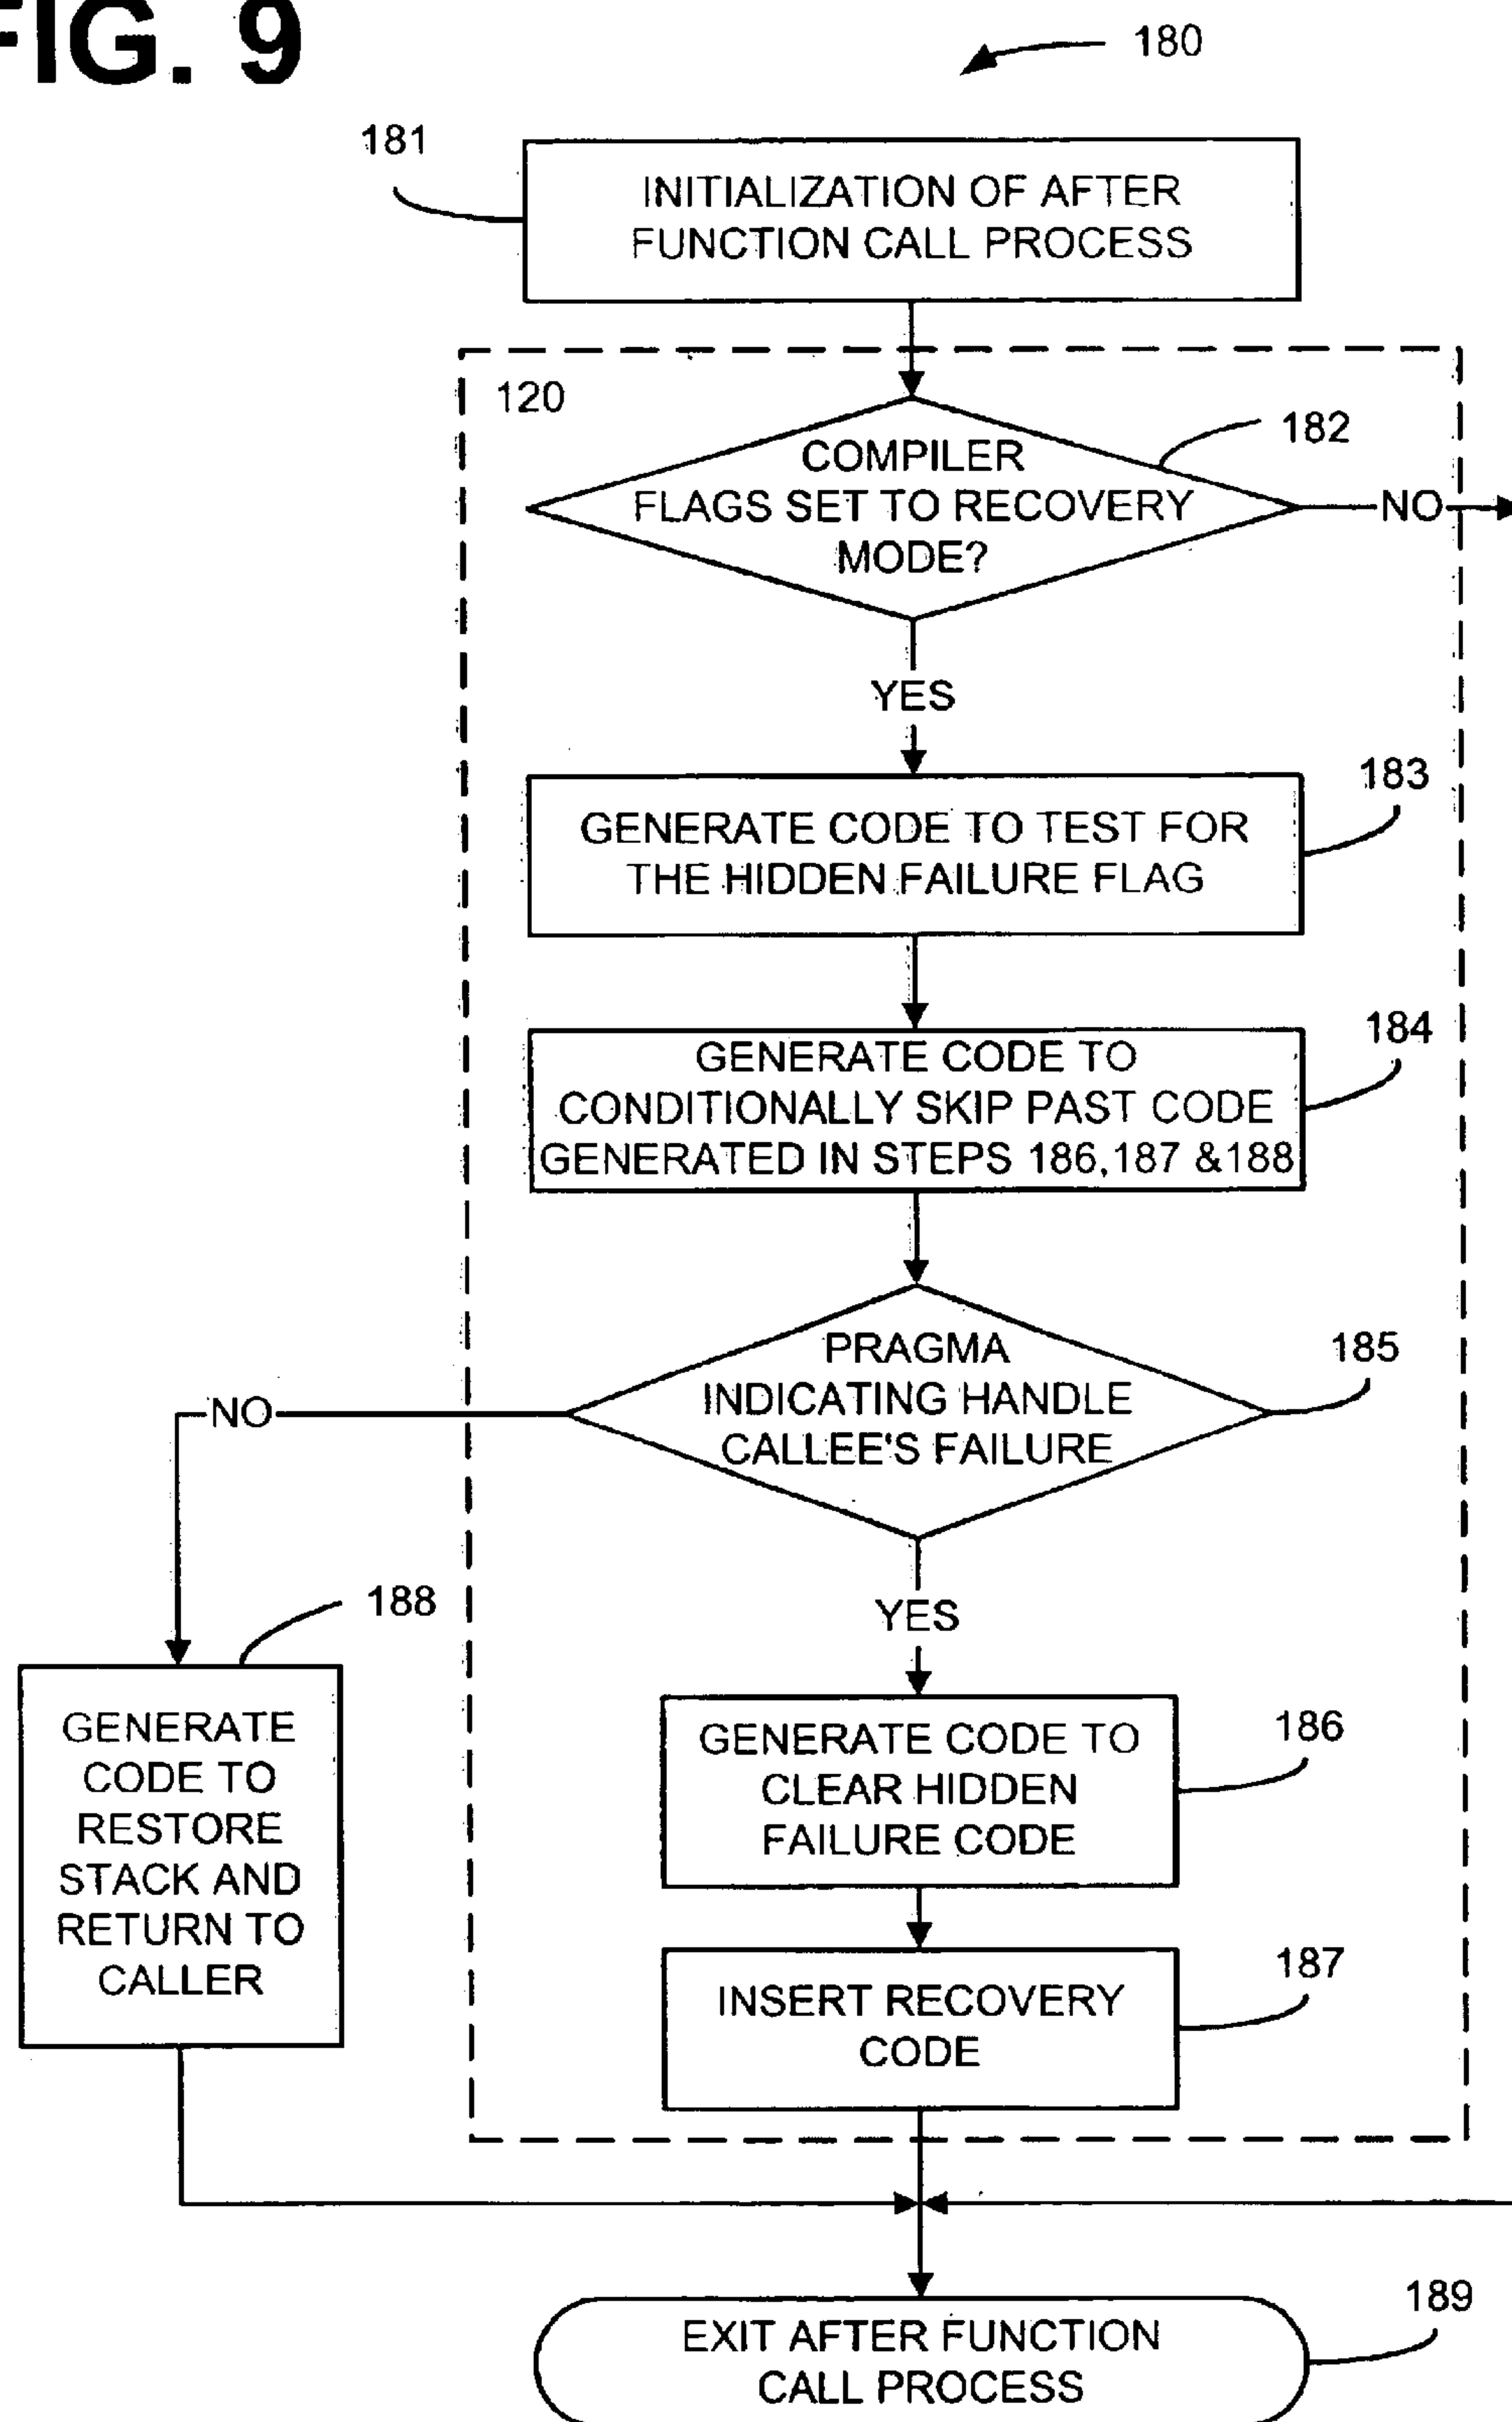 FIG. 9
180
181
INITIALIZATION OF AFTER
FUNCTION CALL PROCESS
120
182
COMPILER
FLAGS SET TO RECOVERY
MODE?
NO
YES
183
GENERATE CODE TO TEST FOR
THE HIDDEN FAILURE FLAG
184
GENERATE CODE TO
CONDITIONALLY SKIP PAST CODE
GENERATED IN STEPS 186,187 &188
185
PRAGMA
INDICATING HANDLE
CALLEE'S FAILURE
NO
YES
188
GENERATE
CODE TO
RESTORE
STACK AND
RETURN TO
CALLER
186
GENERATE CODE TO
CLEAR HIDDEN
FAILURE CODE
187
INSERT RECOVERY
CODE
189
EXIT AFTER FUNCTION
CALL PROCESS